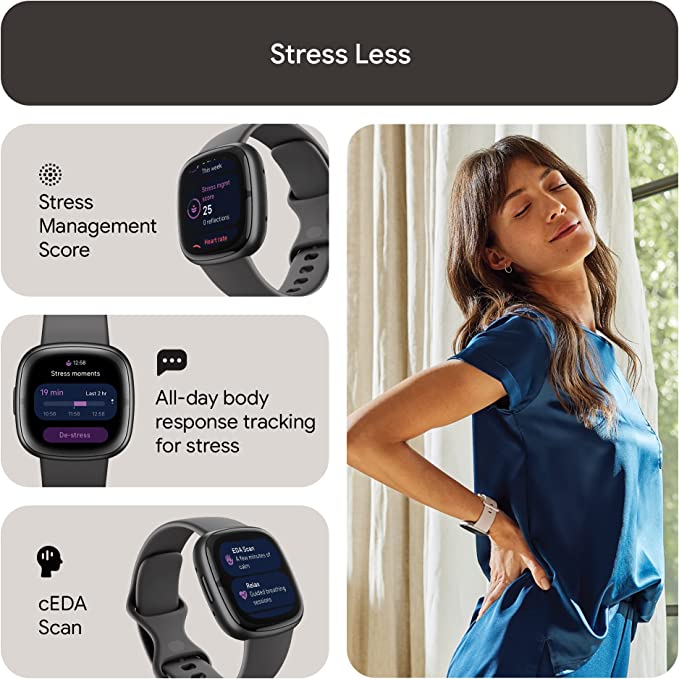 Stress Less
Stress
Management
Score
This week
Stress mgmt
score
25
0 reflections
Heart rate
12:58
Stress moments
19 min
Last 2 hr
10:58 11:58 12:58
De-stress
All-day body
response tracking
for stress
cEDA
Scan
EDA Scan
A few minutes of
calm
Relax
Guided breathing
sessions